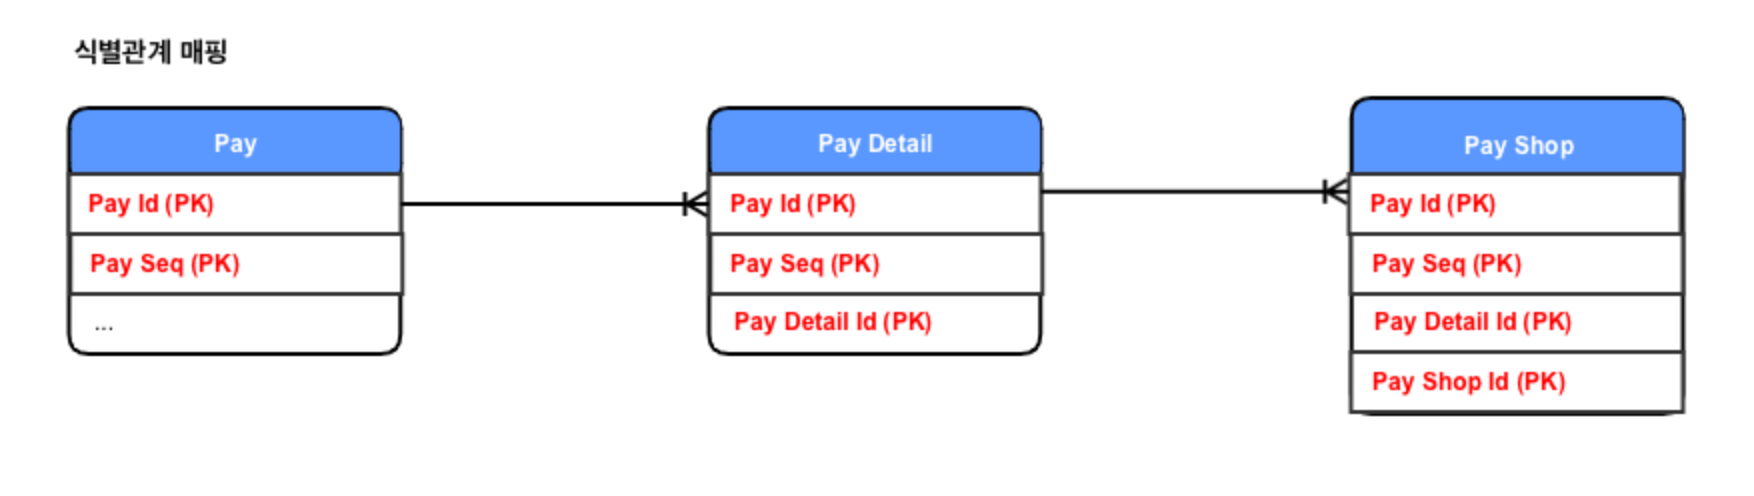 식별관계 매핑
Pay
Pay Id (PK)
Pay Seq (PK)
...
Pay Detail
Pay Id (PK)
Pay Seq (PK)
Pay Detail Id (PK)
Pay Shop
Pay Id (PK)
Pay Seq (PK)
Pay Detail Id (PK)
Pay Shop Id (PK)